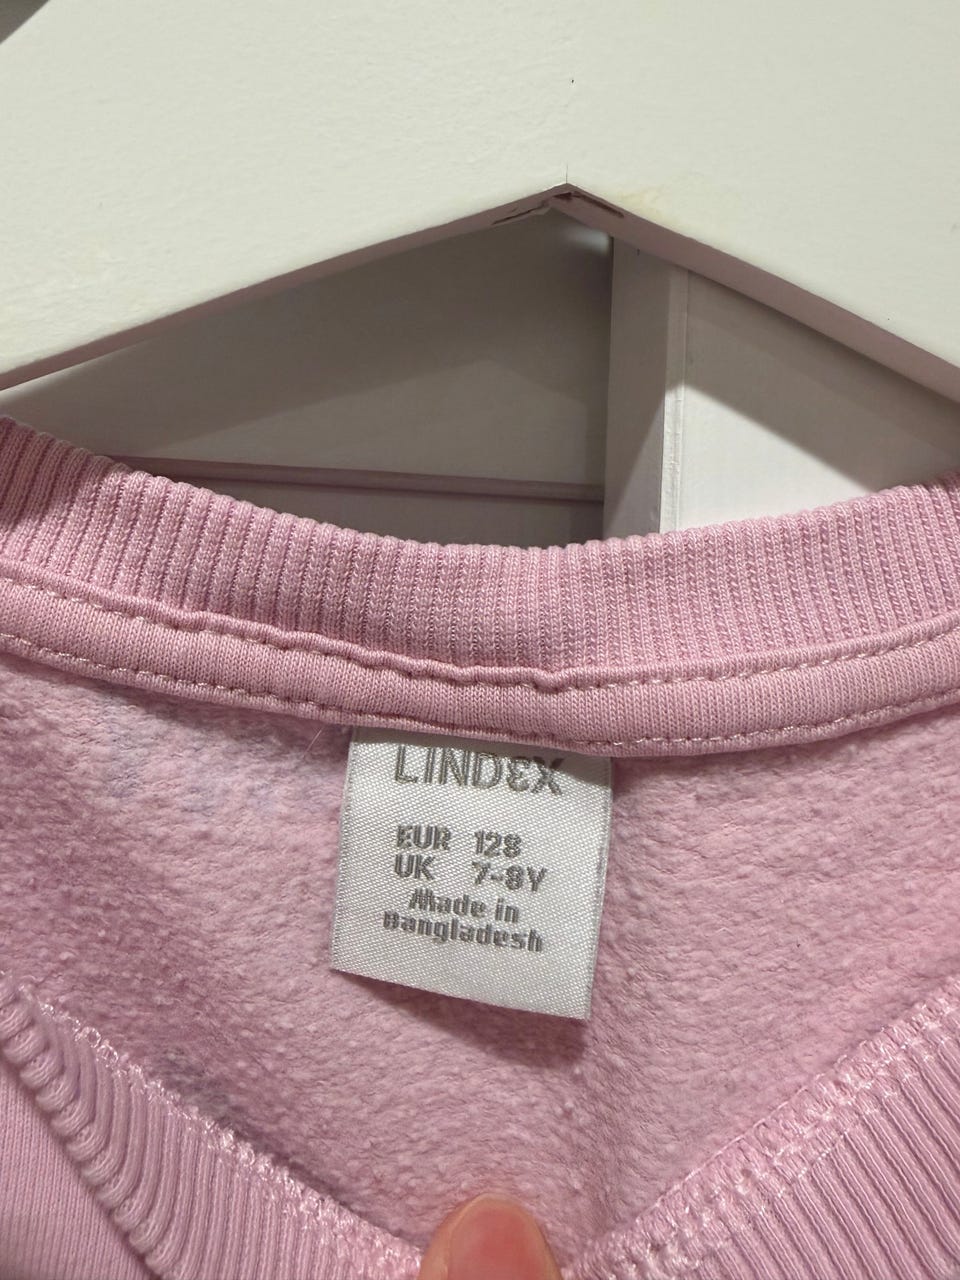 LINDEX
EUR 128
UK 7-8Y
Made in
Bangladesh